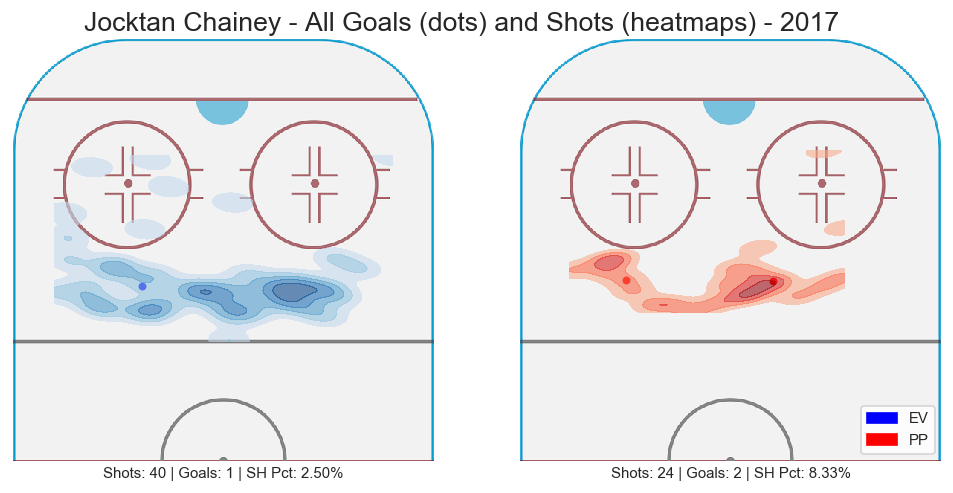 Jocktan Chainey - All Goals (dots) and Shots (heatmaps) - 2017
EV
PP
Shots: 40 | Goals: 1 | SH Pct: 2.50%
Shots: 24 | Goals: 2 | SH Pct: 8.33%